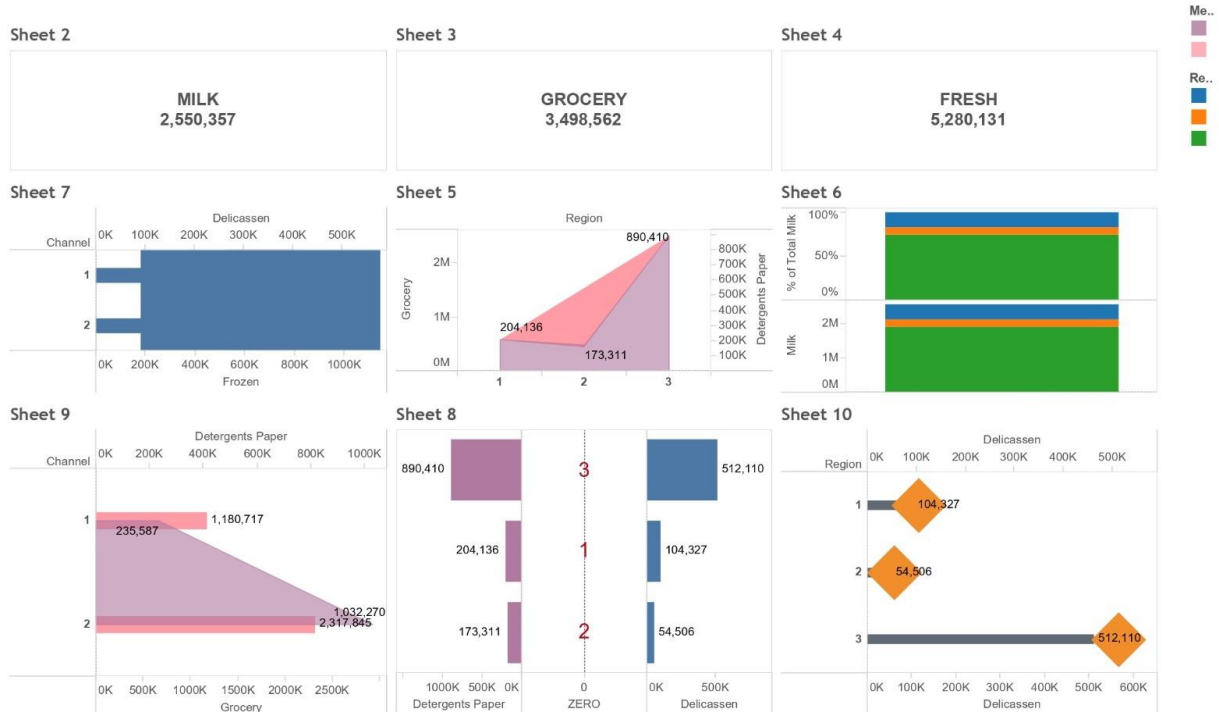 Me..
Re..
Sheet 2
MILK
2,550,357
Sheet 3
GROCERY
3,498,562
Sheet 4
FRESH
5,280,131
Sheet 7
Delicassen
Channel
0K 100K 200K 300K 400K 500K
1
2
0K 200K 400K 600K 800K 1000K
Frozen
Sheet 5
Region
890,410
204,136
173,311
Grocery
2M
1M
0M
800K
700K
600K
500K
400K
300K
200K
100K
Detergents Paper
1 2 3
Sheet 6
% of Total Milk
100%
50%
0%
Milk
2M
1M
0M
Sheet 9
Detergents Paper
Channel
0K 200K 400K 600K 800K 1000K
1
1,180,717
235,587
1,032,270
2
2,317,845
0K 500K 1000K 1500K 2000K 2500K
Grocery
Sheet 8
890,410 3 512,110
204,136 1 104,327
173,311 2 54,506
1000K 500K 0K 0 0K 500K
Detergents Paper ZERO Delicassen
Sheet 10
Delicassen
Region
0K 100K 200K 300K 400K 500K
1 104,327
2 54,506
3 512,110
0K 100K 200K 300K 400K 500K 600K
Delicassen